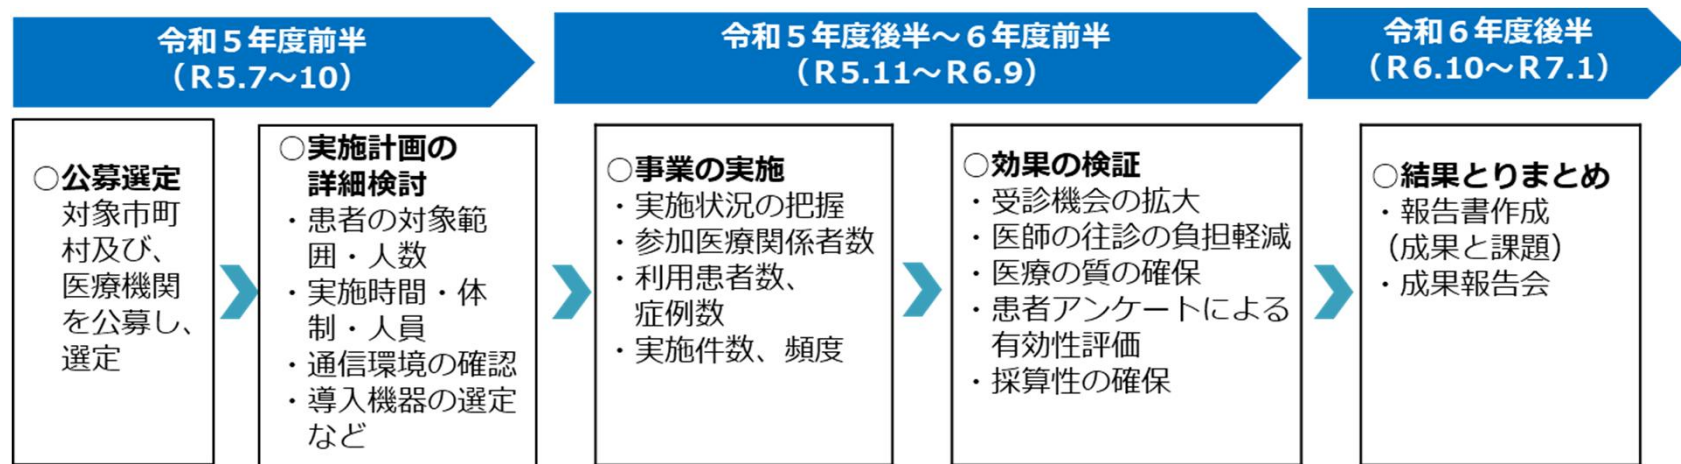 令和５年度前半
（R5.7～10）
令和５年度後半～６年度前半
（R5.11～R6.9）
令和６年度後半
（R6.10～R7.1）
○公募選定
対象市町
村及び、
医療機関
を公募し、
選定
○実施計画の
詳細検討
・患者の対象範
囲・人数
・実施時間・体
制・人員
・通信環境の確認
・導入機器の選定
など
○事業の実施
・実施状況の把握
・参加医療関係者数
・利用患者数、
症例数
・実施件数、頻度
○効果の検証
・受診機会の拡大
・医師の往診の負担軽減
・医療の質の確保
・患者アンケートによる
有効性評価
・採算性の確保
○結果とりまとめ
・報告書作成
（成果と課題）
・成果報告会